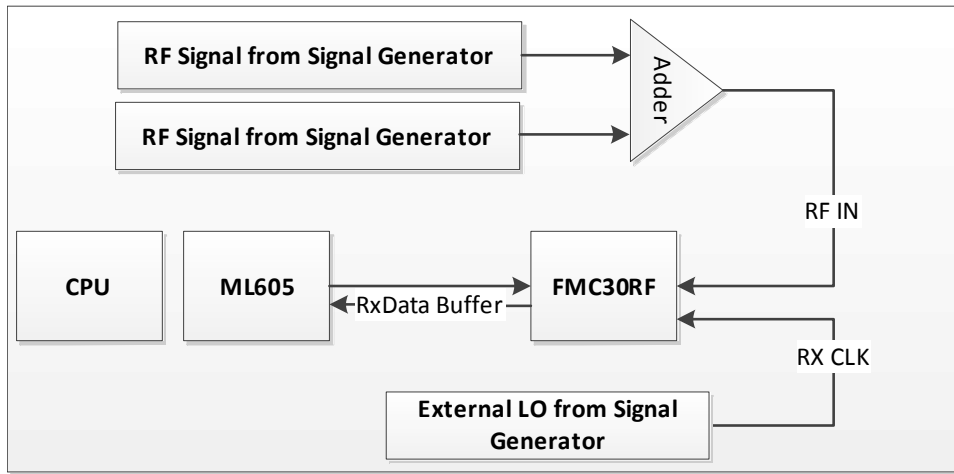 RF Signal from Signal Generator
RF Signal from Signal Generator
Adder
RF IN
CPU
ML605
RxData Buffer
FMC30RF
RX CLK
External LO from Signal
Generator